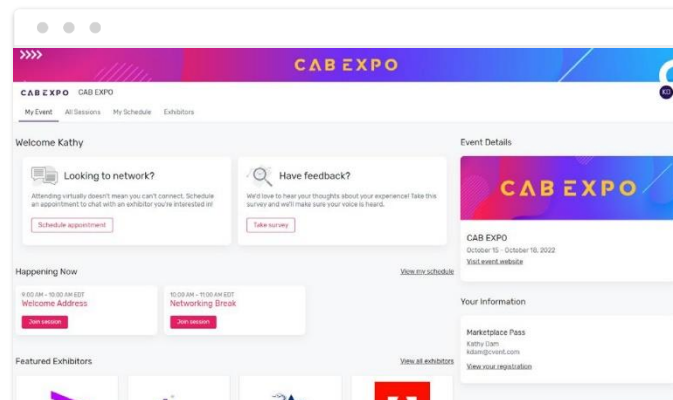 CAB EXPO
CAB EXPO CAB EXPO
KD
My Event All Sessions My Schedule Exhibitors
Welcome Kathy
Looking to network?
Attending virtually doesn't mean you can't connect. Schedule
an appointment to chat with an exhibitor you're interested in!
Schedule appointment
Have feedback?
We'd love to hear your thoughts about your experience! Take this
survey and we'll make sure your voice is heard.
Take survey
Happening Now
View my schedule
9:00 AM - 10:00 AM EDT
Welcome Address
Join session
10:00 AM - 11:00 AM EDT
Networking Break
Join session
Featured Exhibitors
View all exhibitors
Event Details
CAB EXPO
CAB EXPO
October 15 - October 18, 2022
Visit event website
Your Information
Marketplace Pass
Kathy Dam
kdam@cvent.com
View your registration